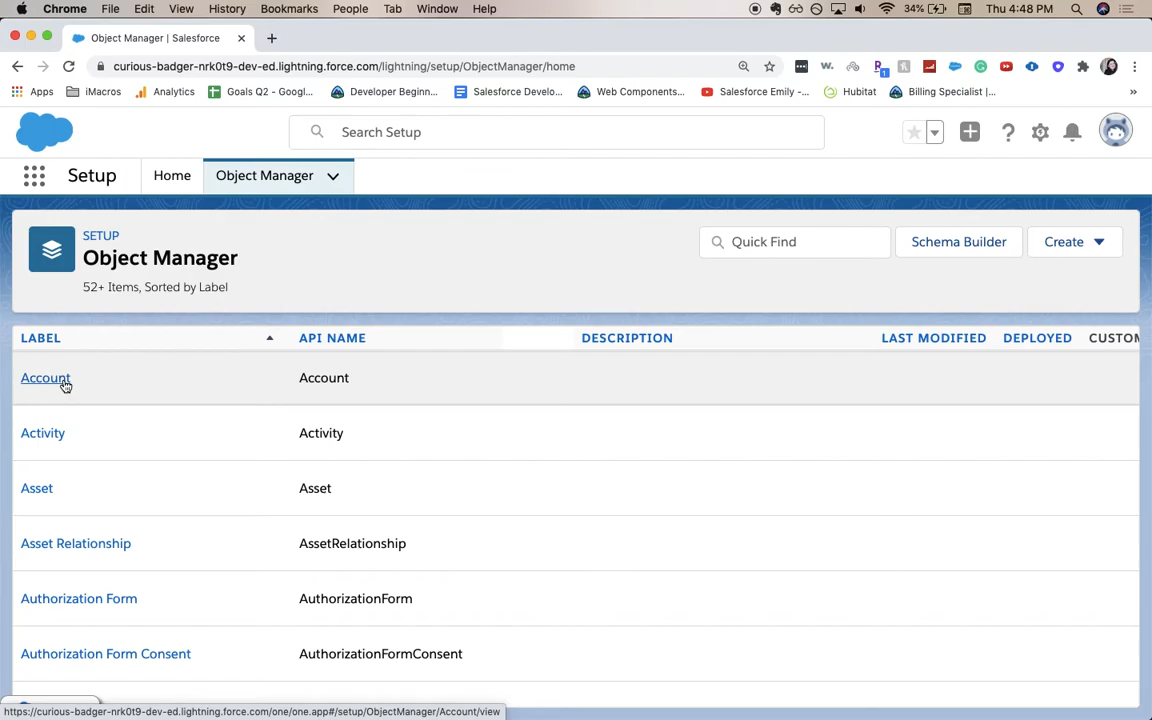 Chrome File Edit View History Bookmarks People Tab Window Help 34% Thu 4:48 PM
Object Manager | Salesforce
curious-badger-nrk0t9-dev-ed.lightning.force.com/lightning/setup/ObjectManager/home
Apps iMacros Analytics Goals Q2 - Googl... Developer Beginn... Salesforce Develo... Web Components... Salesforce Emily -... Hubitat Billing Specialist |... »
Search Setup
Setup Home Object Manager
SETUP
Object Manager
52+ Items, Sorted by Label
Quick Find Schema Builder Create
LABEL API NAME DESCRIPTION LAST MODIFIED DEPLOYED CUSTOM
Account Account
Activity Activity
Asset Asset
Asset Relationship AssetRelationship
Authorization Form AuthorizationForm
Authorization Form Consent AuthorizationFormConsent
https://curious-badger-nrk0t9-dev-ed.lightning.force.com/one/one.app#/setup/ObjectManager/Account/view